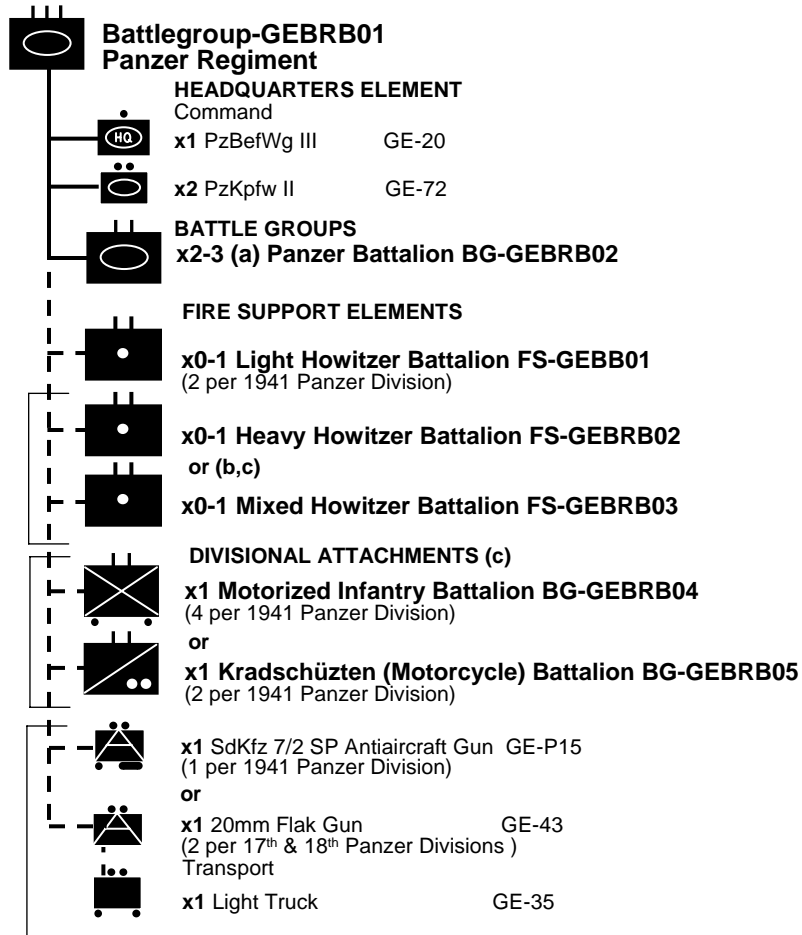 Battlegroup-GEBRB01
Panzer Regiment
HEADQUARTERS ELEMENT
Command
HQ
x1 PzBefWg III GE-20
x2 PzKpfw II GE-72
BATTLE GROUPS
x2-3 (a) Panzer Battalion BG-GEBRB02
FIRE SUPPORT ELEMENTS
x0-1 Light Howitzer Battalion FS-GEBB01
(2 per 1941 Panzer Division)
x0-1 Heavy Howitzer Battalion FS-GEBRB02
or (b,c)
x0-1 Mixed Howitzer Battalion FS-GEBRB03
DIVISIONAL ATTACHMENTS (c)
x1 Motorized Infantry Battalion BG-GEBRB04
(4 per 1941 Panzer Division)
or
x1 Kradschüzten (Motorcycle) Battalion BG-GEBRB05
(2 per 1941 Panzer Division)
x1 SdKfz 7/2 SP Antiaircraft Gun GE-P15
(1 per 1941 Panzer Division)
or
x1 20mm Flak Gun GE-43
(2 per 17th & 18th Panzer Divisions )
Transport
x1 Light Truck GE-35